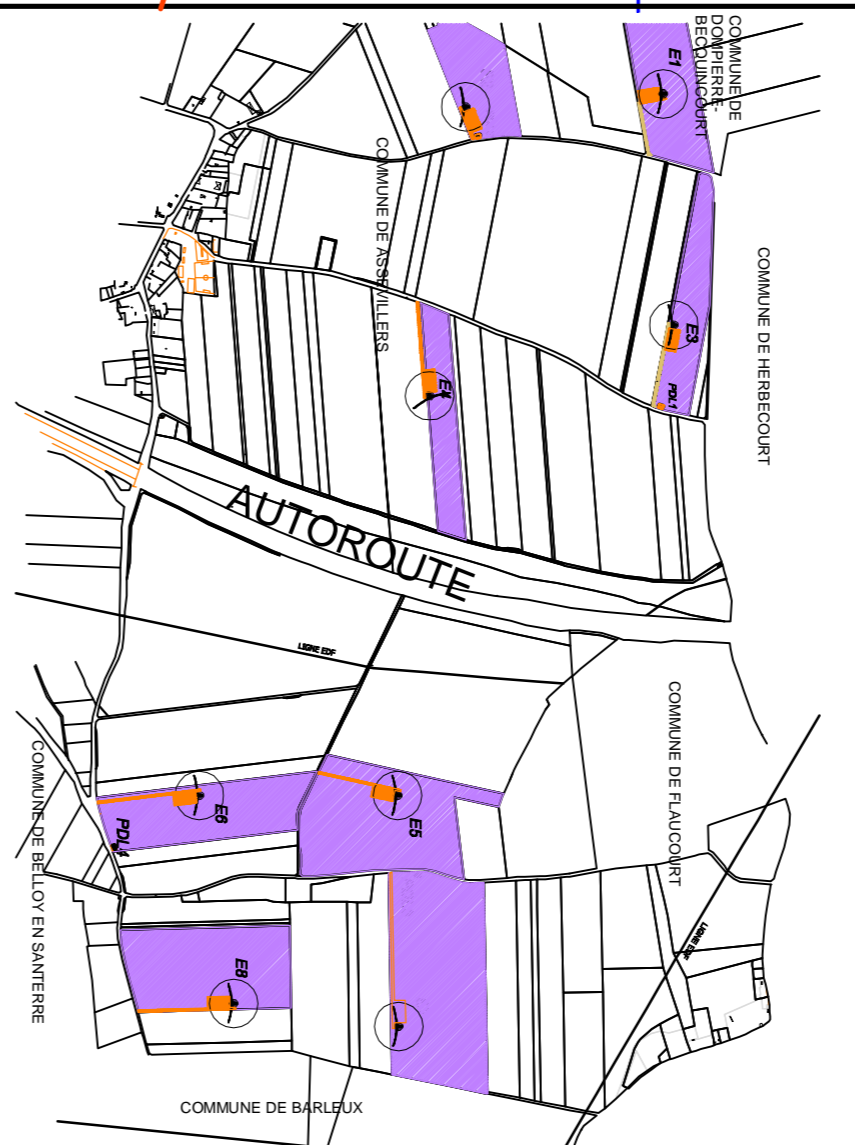 COMMUNE DE
DOMPIERRE-
BECQUINCOURT
E1
COMMUNE DE ASSEVILLERS
COMMUNE DE HERBECOURT
E3
PDL1
E4
AUTOROUTE
LIGNE EDF
COMMUNE DE FLAUCOURT
E5
E6
PDL4
COMMUNE DE BELLOY EN SANTERRE
LIGNE EDF
E8
COMMUNE DE BARLEUX